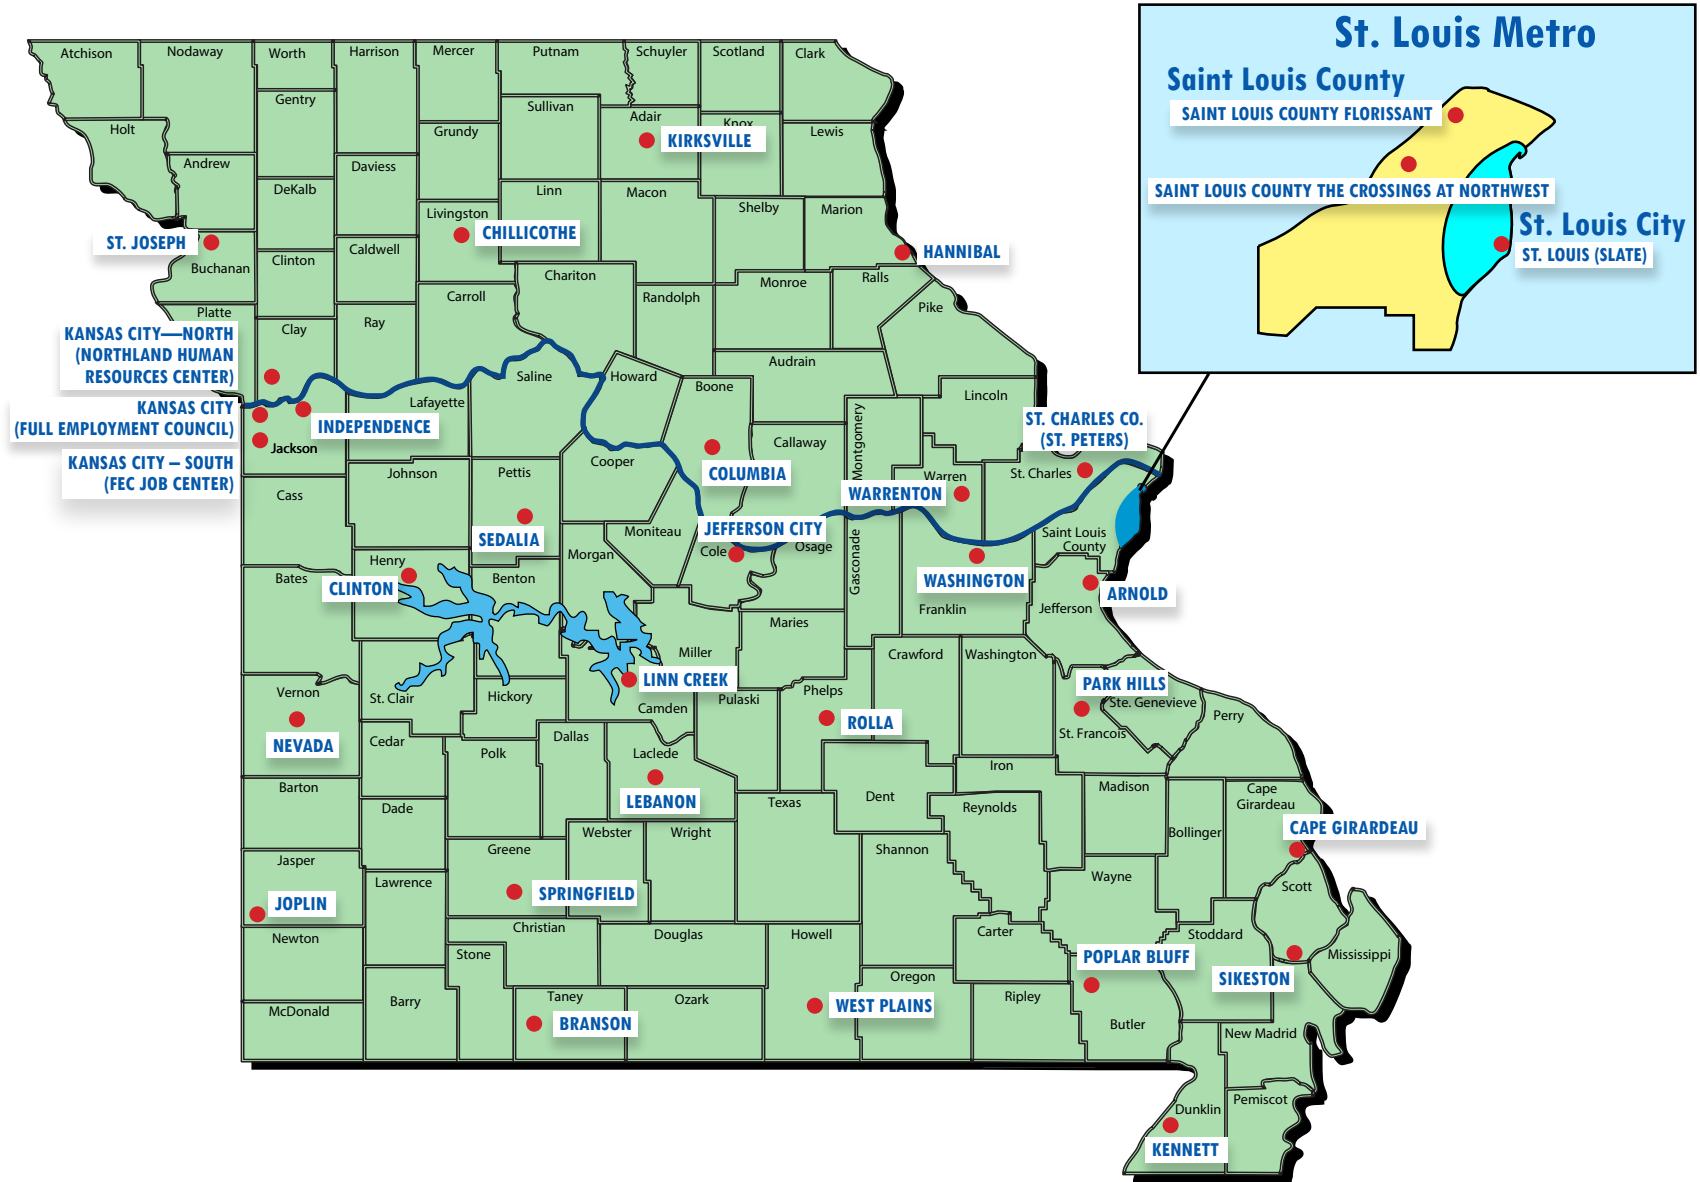 St. Louis Metro
Saint Louis County
SAINT LOUIS COUNTY FLORISSANT
SAINT LOUIS COUNTY THE CROSSINGS AT NORTHWEST
St. Louis City
ST. LOUIS (SLATE)
Atchison
Nodaway
Worth
Harrison
Mercer
Putnam
Schuyler
Scotland
Clark
Gentry
Sullivan
Adair
Knox
Lewis
Holt
Grundy
KIRKSVILLE
Andrew
Daviess
DeKalb
Linn
Macon
Livingston
Shelby
Marion
ST. JOSEPH
CHILLICOTHE
HANNIBAL
Caldwell
Clinton
Buchanan
Chariton
Monroe
Ralls
Carroll
Randolph
Pike
Platte
Clay
Ray
KANSAS CITY—NORTH
(NORTHLAND HUMAN
RESOURCES CENTER)
Audrain
Saline
Howard
Boone
Lincoln
Lafayette
KANSAS CITY
(FULL EMPLOYMENT COUNCIL)
INDEPENDENCE
ST. CHARLES CO.
(ST. PETERS)
Montgomery
Callaway
Jackson
KANSAS CITY – SOUTH
(FEC JOB CENTER)
Johnson
Pettis
Cooper
COLUMBIA
St. Charles
Warren
WARRENTON
Cass
SEDALIA
Moniteau
JEFFERSON CITY
Cole
Osage
Saint Louis
County
Gasconade
Morgan
Henry
Bates
Benton
CLINTON
WASHINGTON
ARNOLD
Franklin
Jefferson
Maries
Miller
Crawford
Washington
LINN CREEK
PARK HILLS
Vernon
St. Clair
Hickory
Camden
Pulaski
Phelps
Ste. Genevieve
Perry
ROLLA
St. Francois
NEVADA
Cedar
Polk
Dallas
Laclede
Iron
Barton
LEBANON
Texas
Dent
Reynolds
Madison
Cape
Girardeau
Dade
Webster
Wright
Bollinger
CAPE GIRARDEAU
Jasper
Greene
Shannon
Lawrence
Wayne
Scott
JOPLIN
SPRINGFIELD
Newton
Christian
Douglas
Howell
Carter
Stoddard
Stone
POPLAR BLUFF
Mississippi
Oregon
SIKESTON
McDonald
Barry
Taney
Ozark
WEST PLAINS
Ripley
BRANSON
Butler
New Madrid
Dunklin
Pemiscot
KENNETT